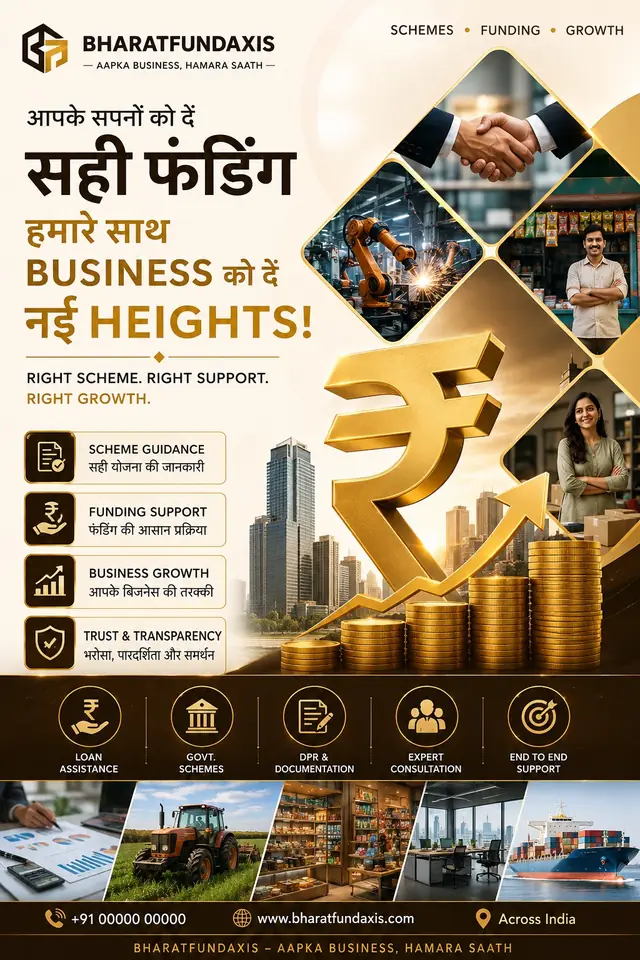 BHARATFUNDAXIS
— AAPKA BUSINESS, HAMARA SAATH —
SCHEMES • FUNDING • GROWTH
आपके सपनों को दें
सही फंडिंग
हमारे साथ
BUSINESS को दें
नई HEIGHTS!
RIGHT SCHEME. RIGHT SUPPORT.
RIGHT GROWTH.
SCHEME GUIDANCE
सही योजना की जानकारी
FUNDING SUPPORT
फंडिंग की आसान प्रक्रिया
BUSINESS GROWTH
आपके बिजनेस की तरक्की
TRUST & TRANSPARENCY
भरोसा, पारदर्शिता और समर्थन
LOAN
ASSISTANCE
GOVT.
SCHEMES
DPR &
DOCUMENTATION
EXPERT
CONSULTATION
END TO END
SUPPORT
+91 00000 00000
www.bharatfundaxis.com
Across India
BHARATFUNDAXIS – AAPKA BUSINESS, HAMARA SAATH